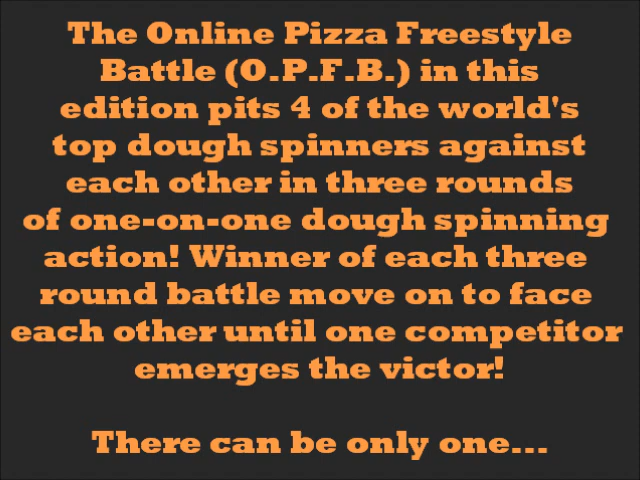 The Online Pizza Freestyle
Battle (O.P.F.B.) in this
edition pits 4 of the world's
top dough spinners against
each other in three rounds
of one-on-one dough spinning
action! Winner of each three
round battle move on to face
each other until one competitor
emerges the victor!
There can be only one...